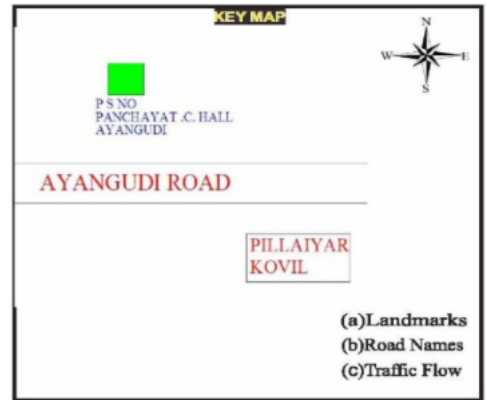 KEY MAP
N
W
E
S
P S NO
PANCHAYAT .C. HALL
AYANGUDI
AYANGUDI ROAD
PILLAIYAR
KOVIL
(a)Landmarks
(b)Road Names
(c)Traffic Flow